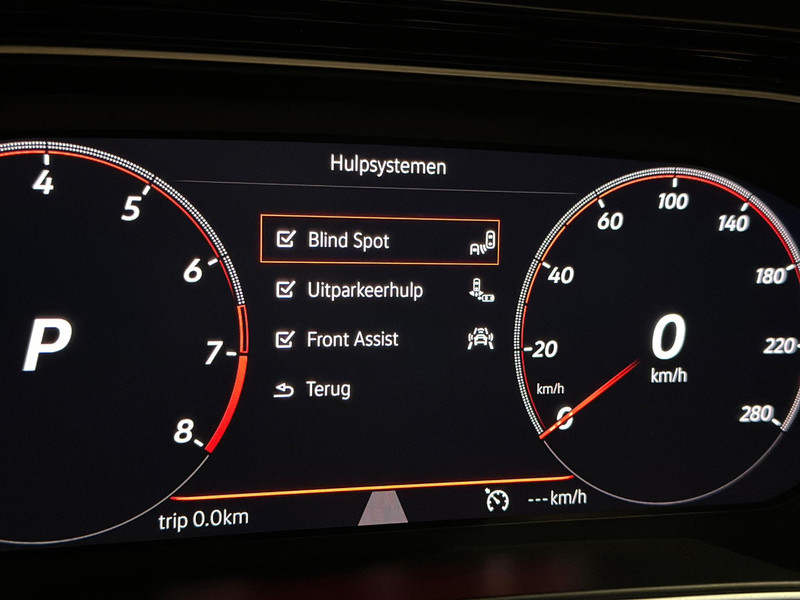 Hulpsystemen
4
5
6
7
8
P
Blind Spot
Uitparkeerhulp
Front Assist
Terug
0
20
40
60
100
140
180
220
280
km/h
0
km/h
trip 0.0km
---km/h